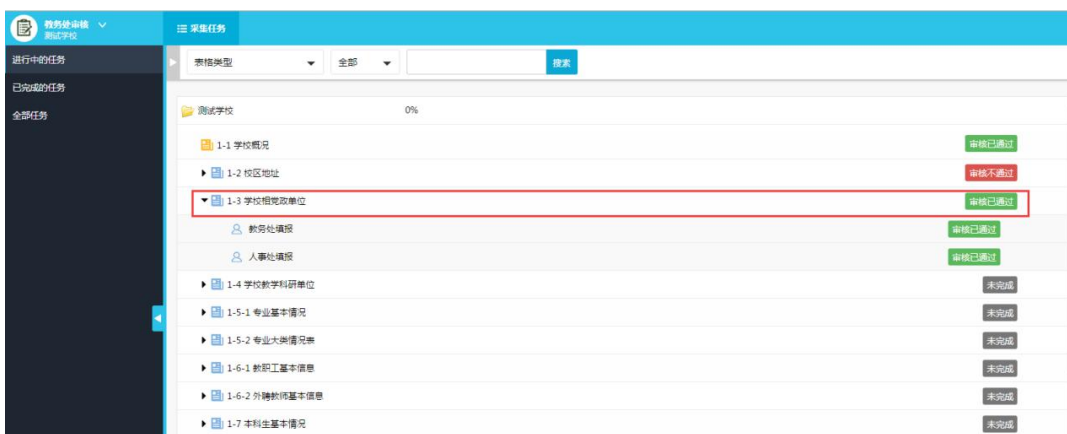 教务处审核
测试学校
采集任务
进行中的任务
已完成的任务
全部任务
表格类型 全部 搜索
测试学校 0%
1-1 学校概况 审核已通过
1-2 校区地址 审核不通过
1-3 学校相党政单位 审核已通过
教务处填报 审核已通过
人事处填报 审核已通过
1-4 学校教学科研单位 未完成
1-5-1 专业基本情况 未完成
1-5-2 专业大类情况表 未完成
1-6-1 教职工基本信息 未完成
1-6-2 外聘教师基本信息 未完成
1-7 本科生基本情况 未完成